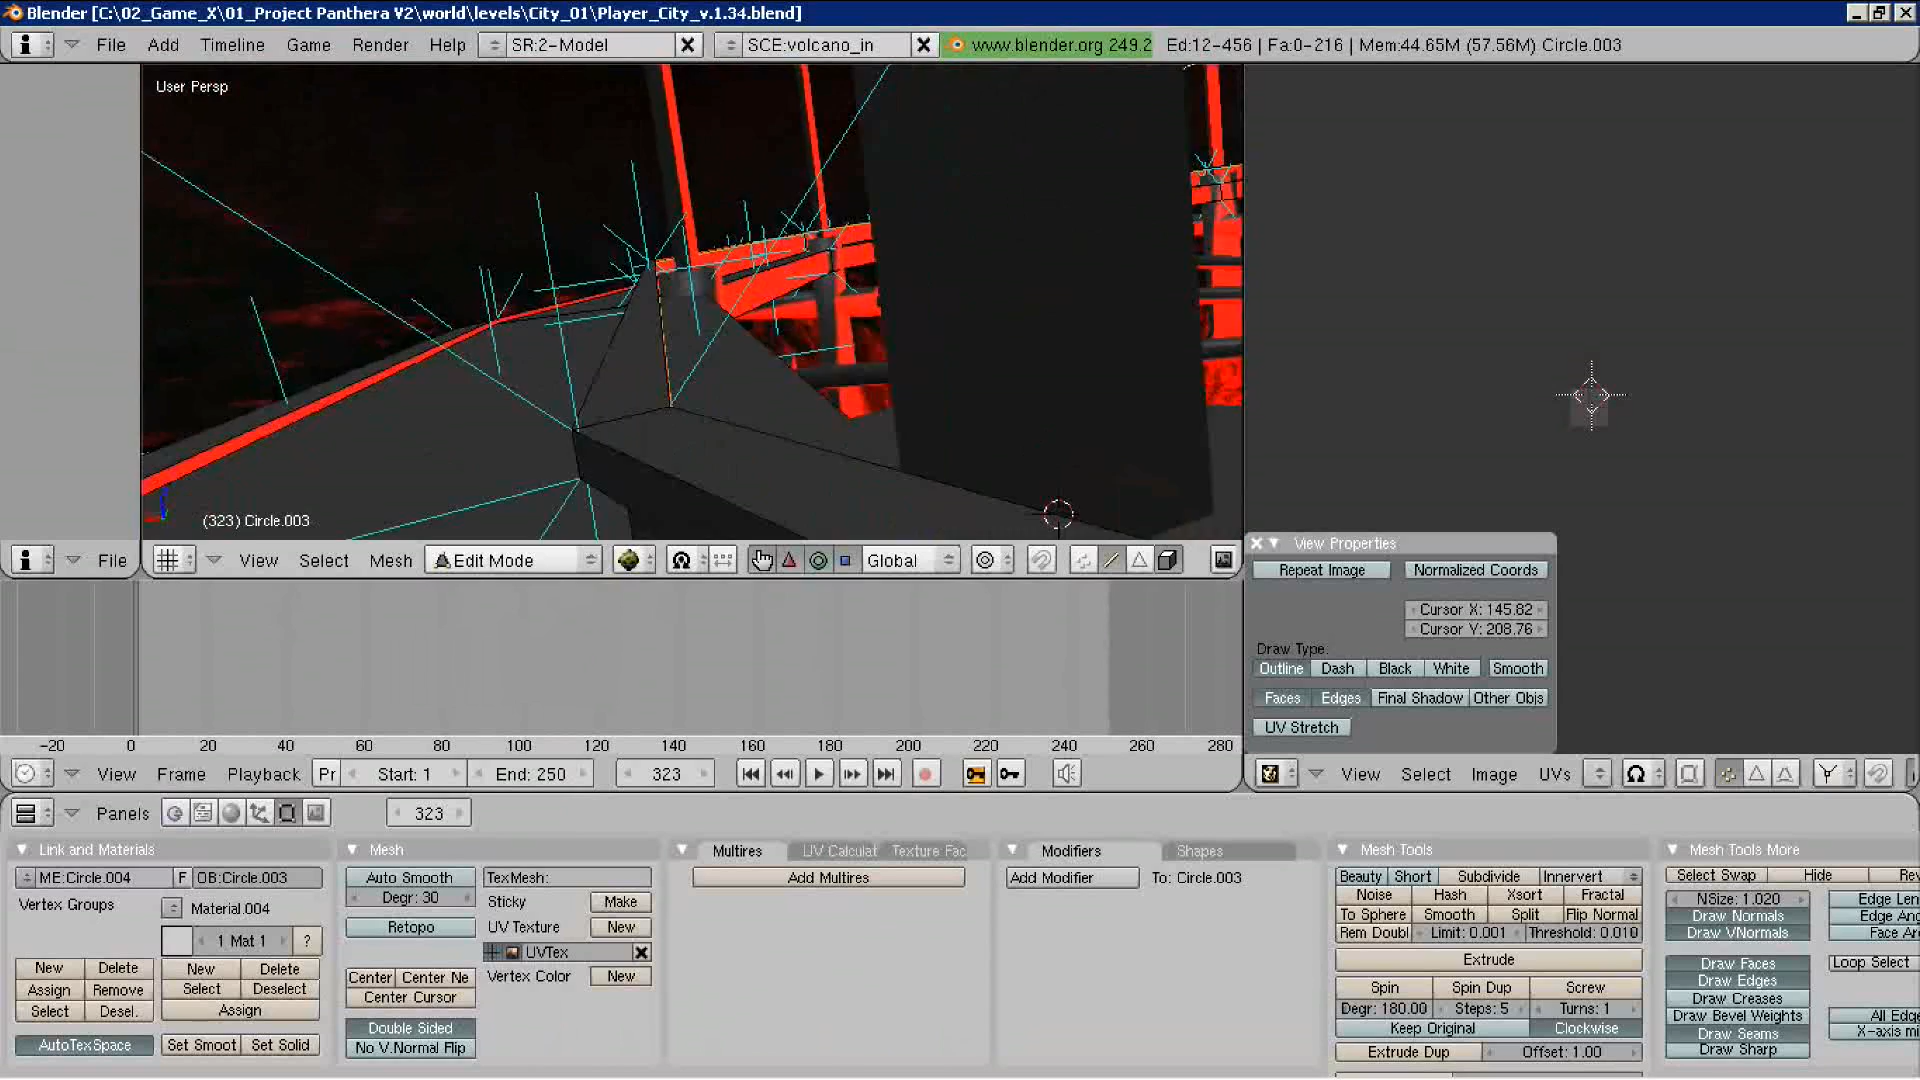 Blender [C:\02_Game_X\01_Project Panthera V2\world\levels\City_01\Player_City_v.1.34.blend]
File Add Timeline Game Render Help SR:2-Model SCE:volcano_in www.blender.org 249.2 Ed:12-456 | Fa:0-216 | Mem:44.65M (57.56M) Circle.003
User Persp
(323) Circle.003
File View Select Mesh Edit Mode Global
View Properties
Repeat Image Normalized Coords
Cursor X: 145.82
Cursor Y: 208.76
Draw Type:
Outline Dash Black White Smooth
Faces Edges Final Shadow Other Objs
UV Stretch
-20 0 20 40 60 80 100 120 140 160 180 200 220 240 260 280
View Frame Playback Pr Start: 1 End: 250 323
View Select Image UVs
Panels 323
Link and Materials
ME:Circle.004 F OB:Circle.003
Vertex Groups
Material.004
1 Mat 1 ?
New Delete New Delete
Assign Remove Select Deselect
Select Desel. Assign
AutoTexSpace Set Smoot Set Solid
Mesh
Auto Smooth
Degr: 30
Retopo
Center Center Ne
Center Cursor
Double Sided
No V.Normal Flip
TexMesh:
Sticky Make
UV Texture New
UVTex
Vertex Color New
Multires UV Calculat Texture Fac
Add Multires
Modifiers Shapes
Add Modifier To: Circle.003
Mesh Tools
Beauty Short Subdivide Innervert
Noise Hash Xsort Fractal
To Sphere Smooth Split Flip Normal
Rem Doubl Limit: 0.001 Threshold: 0.010
Extrude
Spin Spin Dup Screw
Degr: 180.00 Steps: 5 Turns: 1
Keep Original Clockwise
Extrude Dup Offset: 1.00
Mesh Tools More
Select Swap Hide Rev
NSize: 1.020
Draw Normals
Draw VNormals
Draw Faces
Draw Edges
Draw Creases
Draw Bevel Weights
Draw Seams
Draw Sharp
Edge Len
Edge Ang
Face Ar
Loop Select
All Edge
X-axis mi